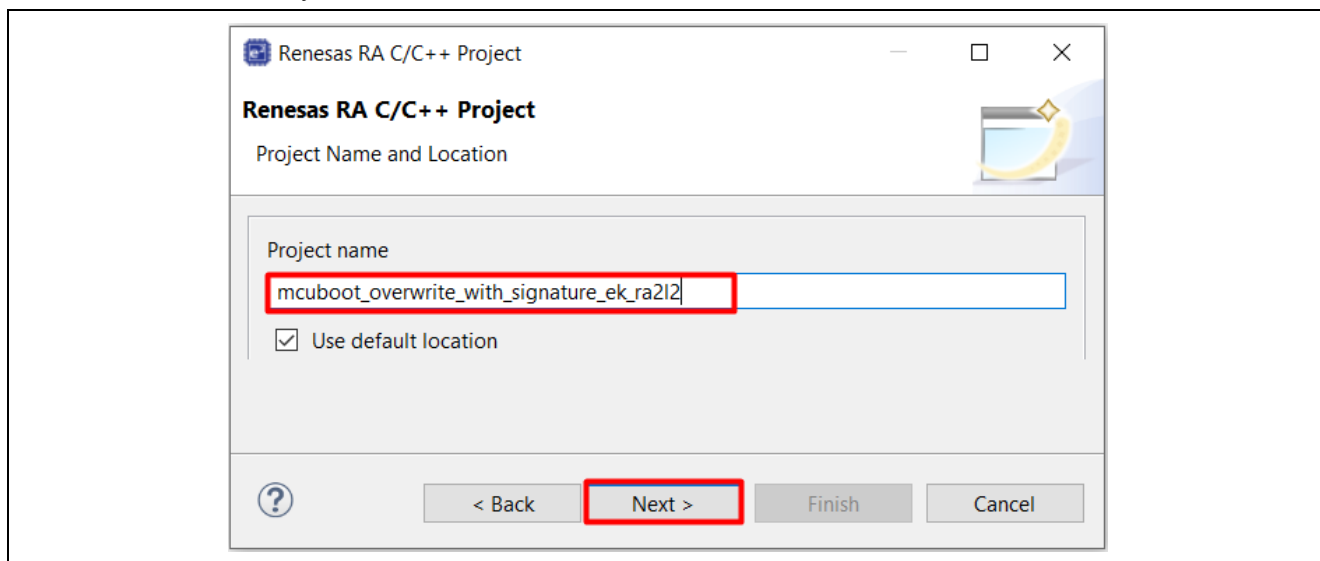 Renesas RA C/C++ Project
Renesas RA C/C++ Project
Project Name and Location
Project name
mcuboot_overwrite_with_signature_ek_ra2l2
Use default location
?
< Back Next > Finish Cancel